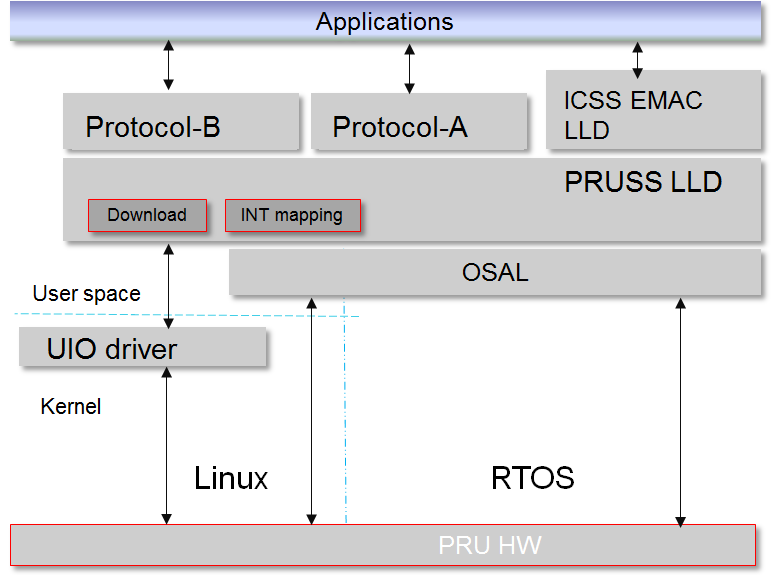 Applications
Protocol-B
Protocol-A
ICSS EMAC
LLD
PRUSS LLD
Download
INT mapping
OSAL
User space
UIO driver
Kernel
Linux
RTOS
PRU HW